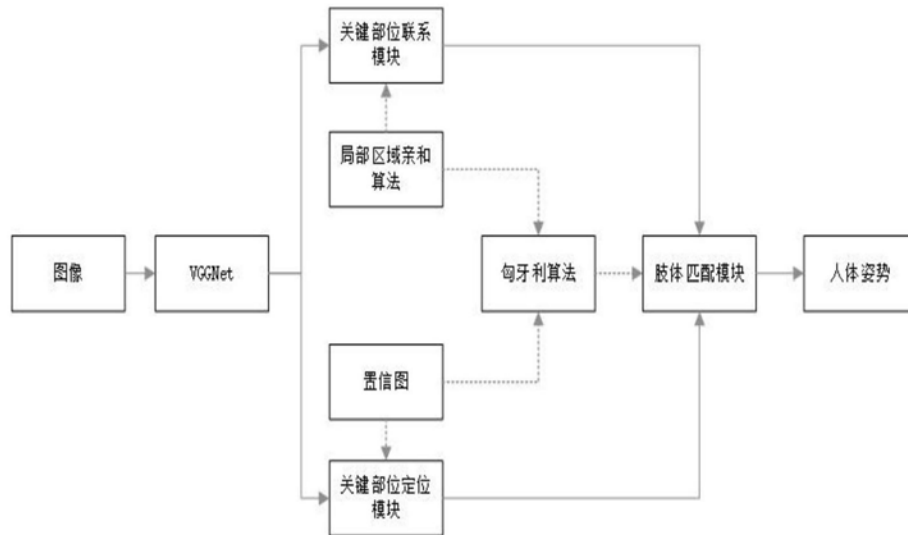 关键部位联系
模块
局部区域亲和
算法
图像
VGGNet
匈牙利算法
肢体匹配模块
人体姿势
置信图
关键部位定位
模块